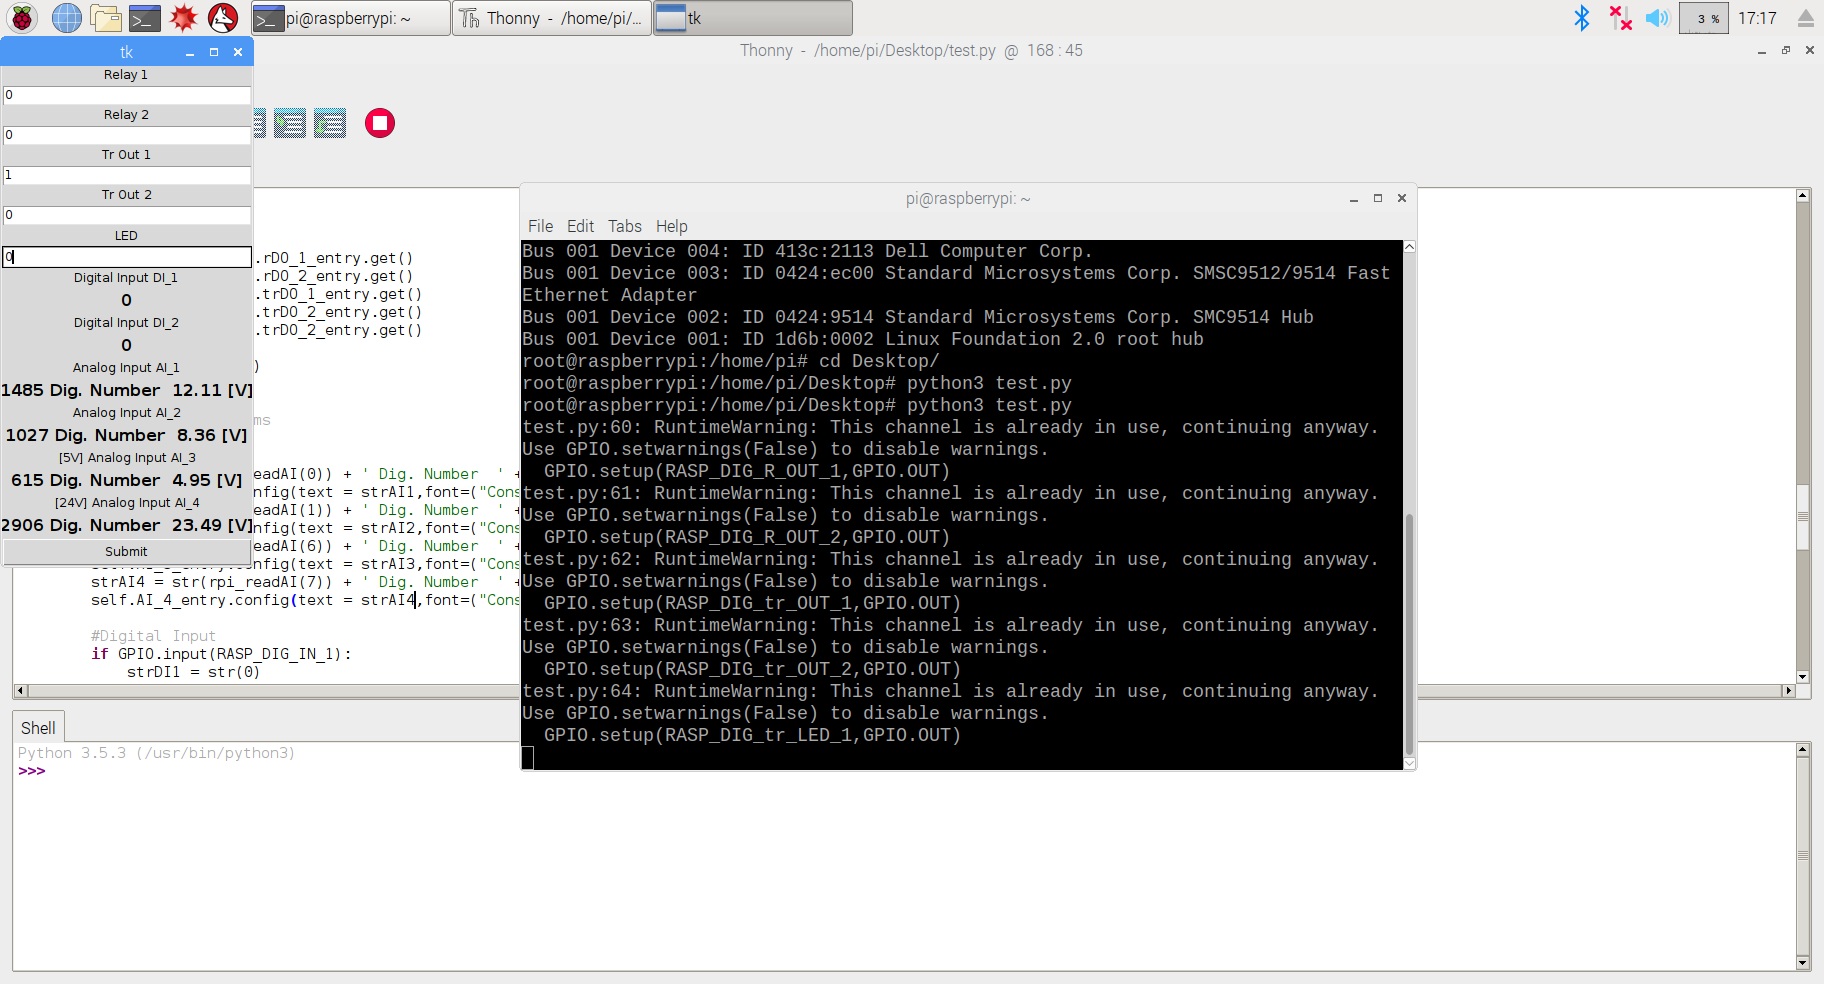 pi@raspberrypi: ~
Thonny - /home/pi/...
tk
3 %
17:17
Thonny - /home/pi/Desktop/test.py @ 168 : 45
tk
Relay 1
0
Relay 2
0
Tr Out 1
1
Tr Out 2
0
LED
0
Digital Input DI_1
0
Digital Input DI_2
0
Analog Input AI_1
1485 Dig. Number 12.11 [V]
Analog Input AI_2
1027 Dig. Number 8.36 [V]
[5V] Analog Input AI_3
615 Dig. Number 4.95 [V]
[24V] Analog Input AI_4
2906 Dig. Number 23.49 [V]
Submit
.rDO_1_entry.get()
.rDO_2_entry.get()
.trDO_1_entry.get()
.trDO_2_entry.get()
.trDO_2_entry.get()
)
ms
eadAI(0)) + ' Dig. Number ' +
nfig(text = strAI1,font=("Cons
eadAI(1)) + ' Dig. Number ' +
nfig(text = strAI2,font=("Cons
eadAI(6)) + ' Dig. Number ' +
config(text = strAI3,font=("Cons
strAI4 = str(rpi_readAI(7)) + ' Dig. Number ' +
self.AI_4_entry.config(text = strAI4,font=("Cons
#Digital Input
if GPIO.input(RASP_DIG_IN_1):
strDI1 = str(0)
pi@raspberrypi: ~
File Edit Tabs Help
Bus 001 Device 004: ID 413c:2113 Dell Computer Corp.
Bus 001 Device 003: ID 0424:ec00 Standard Microsystems Corp. SMSC9512/9514 Fast
Ethernet Adapter
Bus 001 Device 002: ID 0424:9514 Standard Microsystems Corp. SMC9514 Hub
Bus 001 Device 001: ID 1d6b:0002 Linux Foundation 2.0 root hub
root@raspberrypi:/home/pi# cd Desktop/
root@raspberrypi:/home/pi/Desktop# python3 test.py
root@raspberrypi:/home/pi/Desktop# python3 test.py
test.py:60: RuntimeWarning: This channel is already in use, continuing anyway.
Use GPIO.setwarnings(False) to disable warnings.
GPIO.setup(RASP_DIG_R_OUT_1,GPIO.OUT)
test.py:61: RuntimeWarning: This channel is already in use, continuing anyway.
Use GPIO.setwarnings(False) to disable warnings.
GPIO.setup(RASP_DIG_R_OUT_2,GPIO.OUT)
test.py:62: RuntimeWarning: This channel is already in use, continuing anyway.
Use GPIO.setwarnings(False) to disable warnings.
GPIO.setup(RASP_DIG_tr_OUT_1,GPIO.OUT)
test.py:63: RuntimeWarning: This channel is already in use, continuing anyway.
Use GPIO.setwarnings(False) to disable warnings.
GPIO.setup(RASP_DIG_tr_OUT_2,GPIO.OUT)
test.py:64: RuntimeWarning: This channel is already in use, continuing anyway.
Use GPIO.setwarnings(False) to disable warnings.
GPIO.setup(RASP_DIG_tr_LED_1,GPIO.OUT)
Shell
Python 3.5.3 (/usr/bin/python3)
>>>